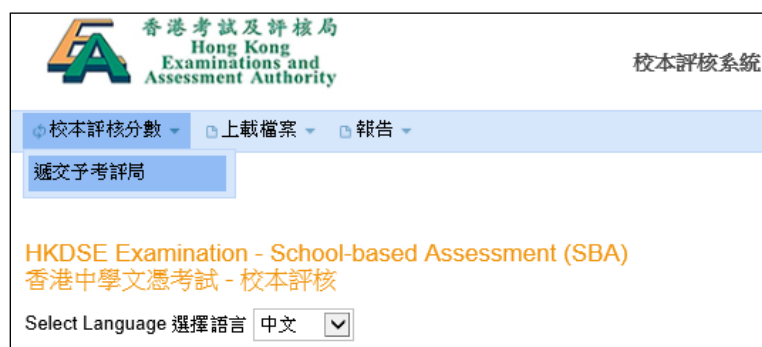 香港考試及評核局
Hong Kong
Examinations and
Assessment Authority
校本評核系統
校本評核分數 上載檔案 報告
遞交予考評局
HKDSE Examination - School-based Assessment (SBA)
香港中學文憑考試 - 校本評核
Select Language 選擇語言 中文